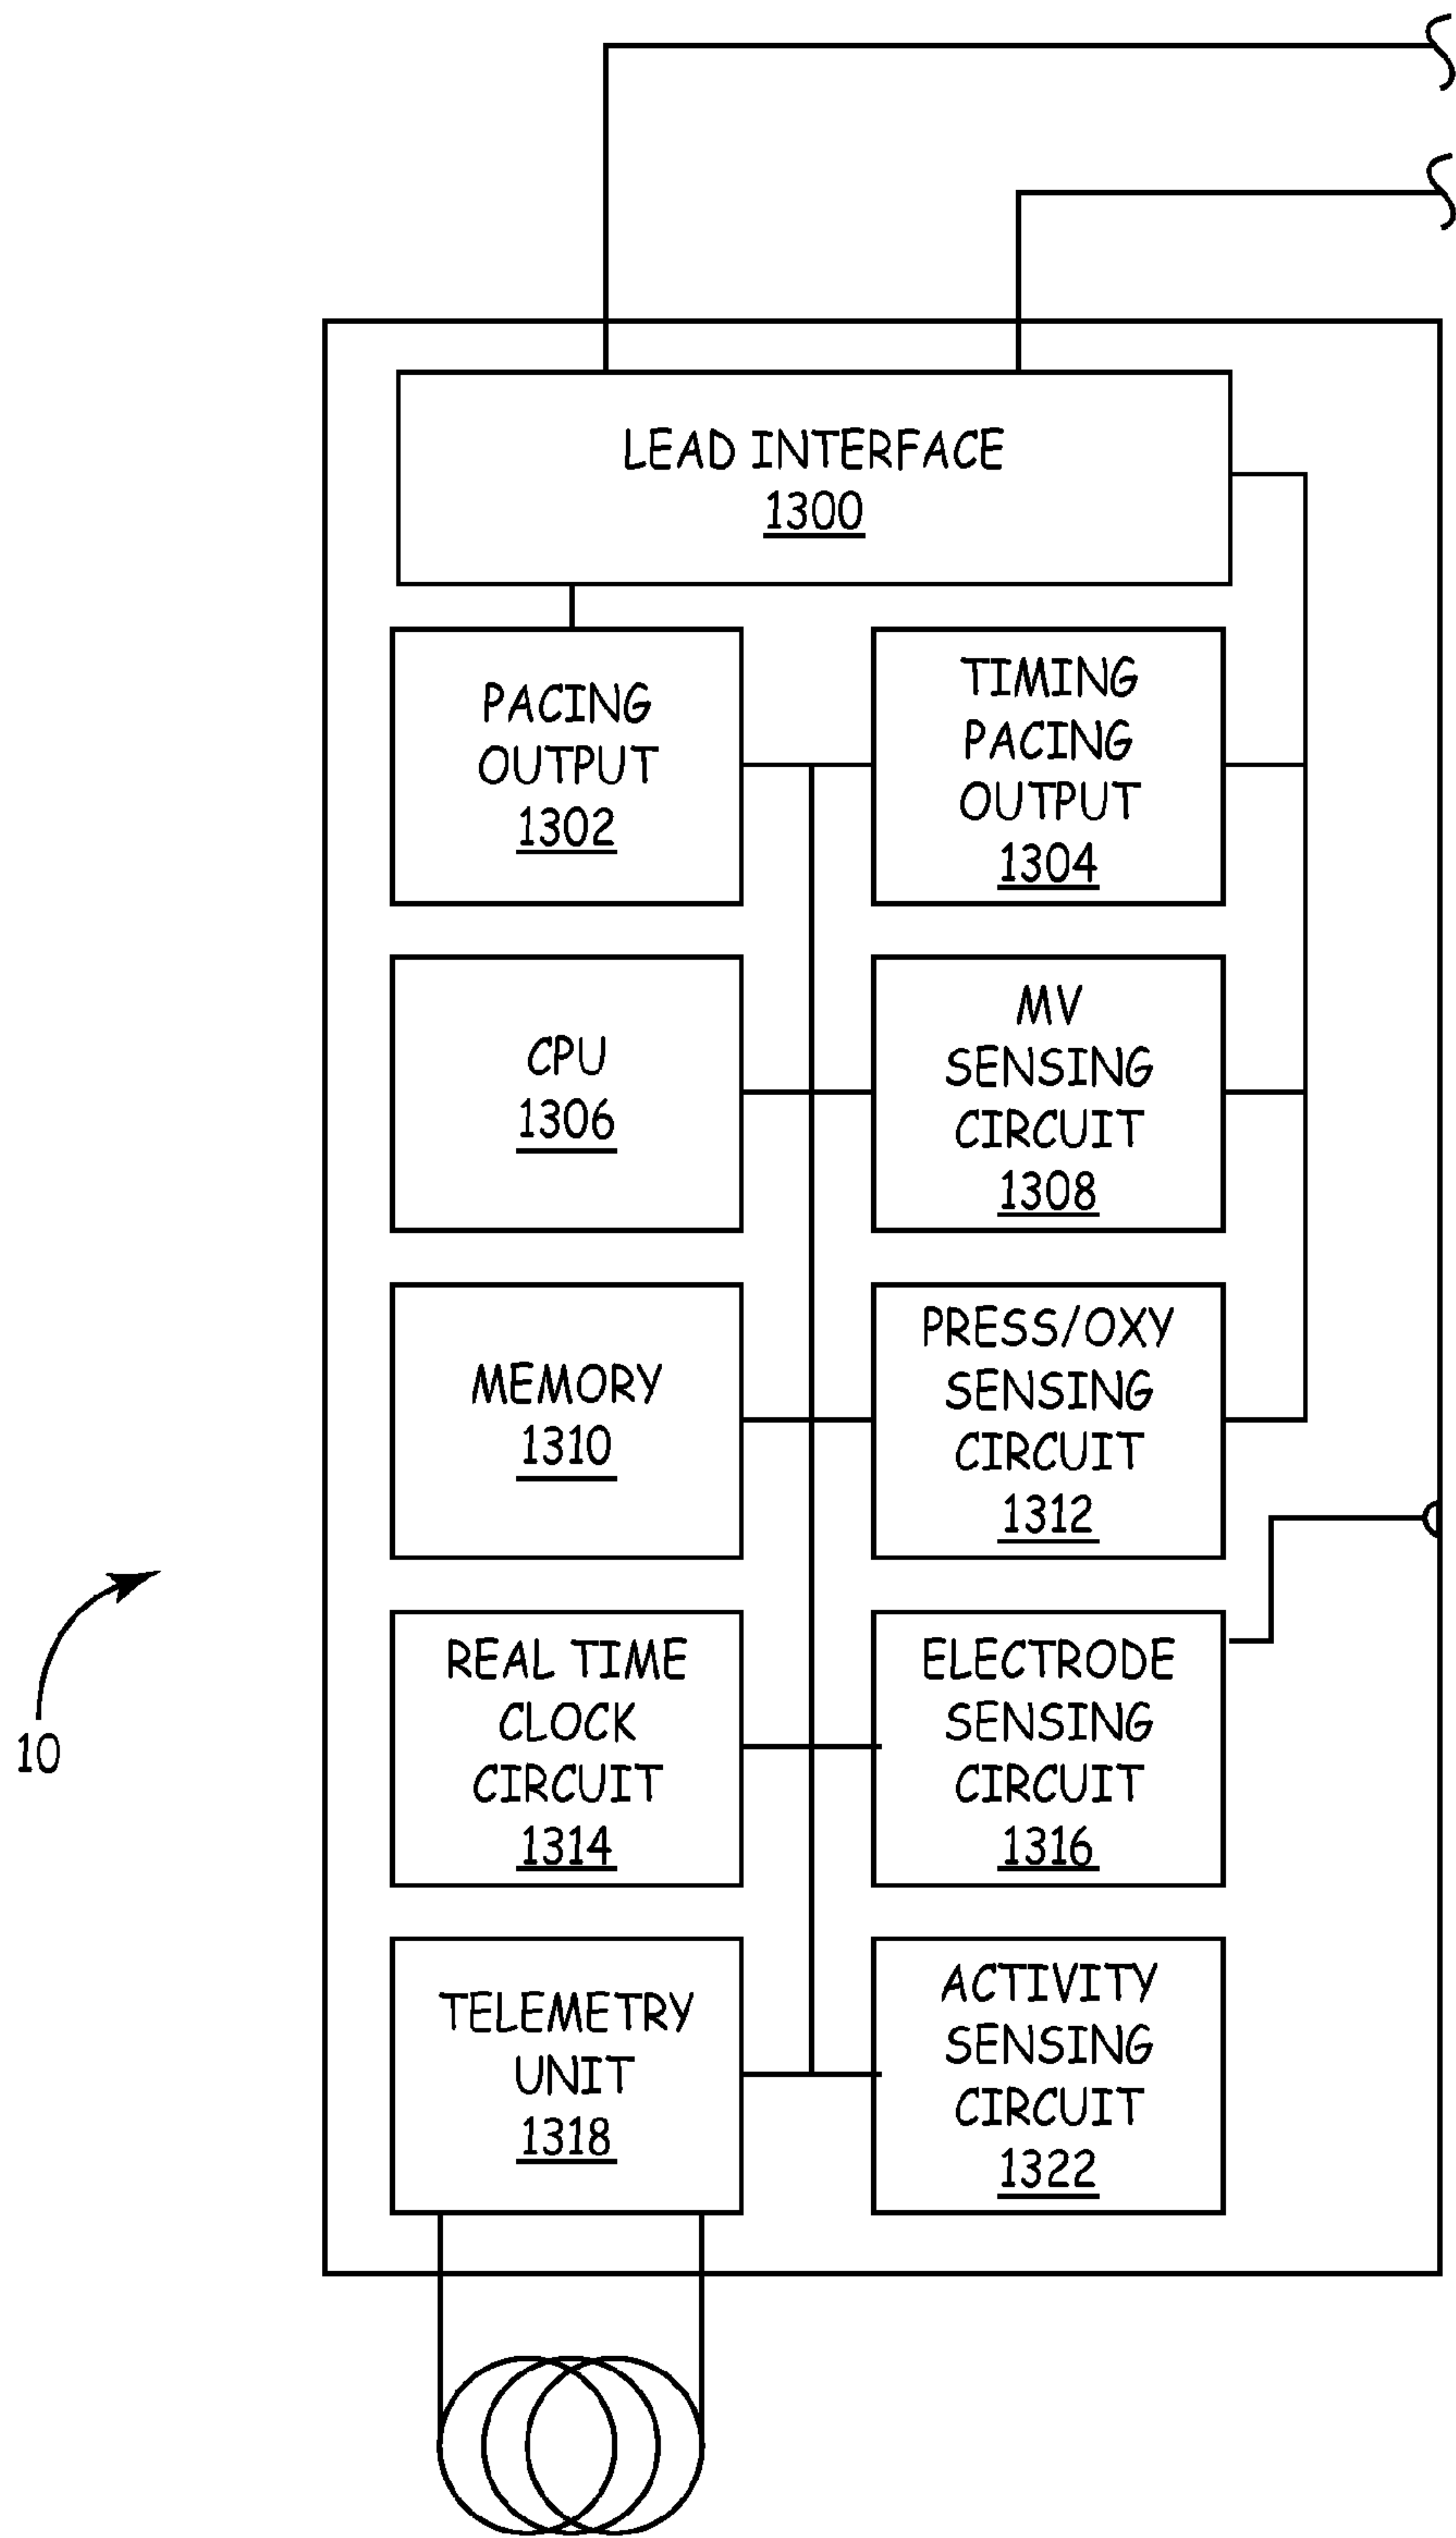 LEAD INTERFACE
1300
PACING
OUTPUT
1302
TIMING
PACING
OUTPUT
1304
CPU
1306
MV
SENSING
CIRCUIT
1308
MEMORY
1310
PRESS/OXY
SENSING
CIRCUIT
1312
REAL TIME
CLOCK
CIRCUIT
1314
ELECTRODE
SENSING
CIRCUIT
1316
10
TELEMETRY
UNIT
1318
ACTIVITY
SENSING
CIRCUIT
1322